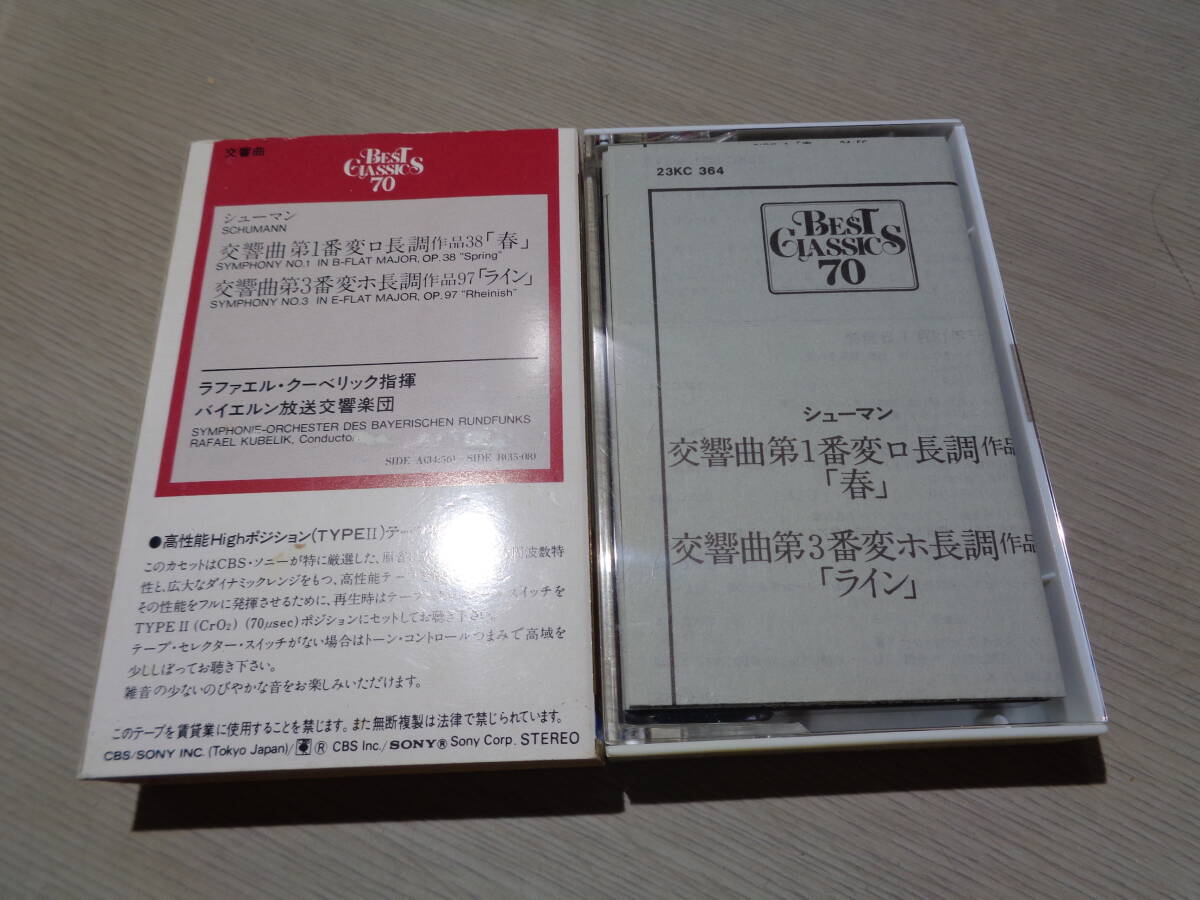 交響曲
BEST
CLASSICS
70
シューマン
SCHUMANN
交響曲第1番変ロ長調作品38「春」
SYMPHONY NO.1 IN B-FLAT MAJOR, OP.38 "Spring"
交響曲第3番変ホ長調作品97「ライン」
SYMPHONY NO.3 IN E-FLAT MAJOR, OP.97 "Rheinish"
ラファエル・クーベリック指揮
バイエルン放送交響楽団
SYMPHONIE-ORCHESTER DES BAYERISCHEN RUNDFUNKS
RAFAEL KUBELIK, Conductor
SIDE A(34:56) SIDE B(35:08)
●高性能Highポジション(TYPEII)テー
このカセットはCBS・ソニーが特に厳選した、 波数特
性と、広大なダイナミックレンジをもつ、高性能テー
その性能をフルに発揮させるために、再生時はテー スイッチを
TYPE II (CrO2) (70μsec)ポジションにセットしてお聴き下さい。
テープ・セレクター・スイッチがない場合はトーン・コントロールつまみで高域を
少ししぼってお聴き下さい。
雑音の少ないのびやかな音をお楽しみいただけます。
このテープを賃貸業に使用することを禁じます。また無断複製は法律で禁じられています。
CBS/SONY INC. (Tokyo Japan)/ ® CBS Inc./SONY® Sony Corp. STEREO
23KC 364
BEST
CLASSICS
70
シューマン
交響曲第1番変ロ長調作品
「春」
交響曲第3番変ホ長調作品
「ライン」